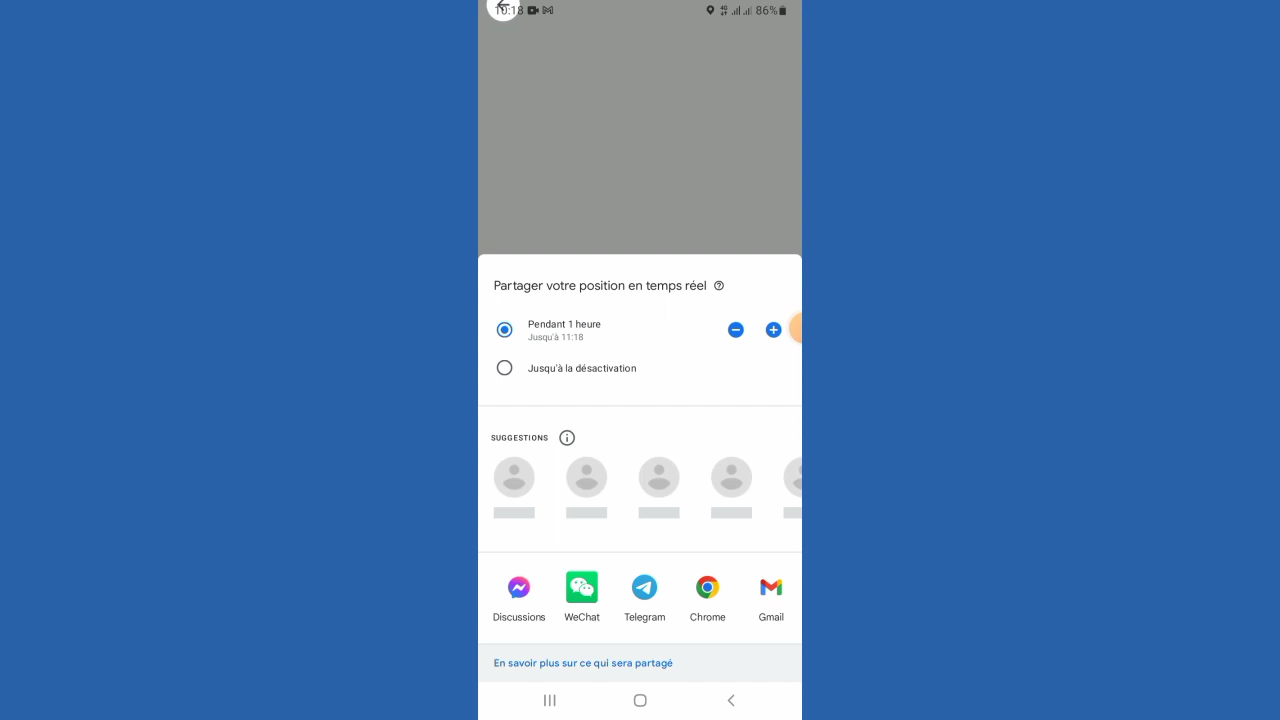 10:18 86%
Partager votre position en temps réel
Pendant 1 heure
Jusqu'à 11:18
Jusqu'à la désactivation
SUGGESTIONS
Discussions WeChat Telegram Chrome Gmail
En savoir plus sur ce qui sera partagé